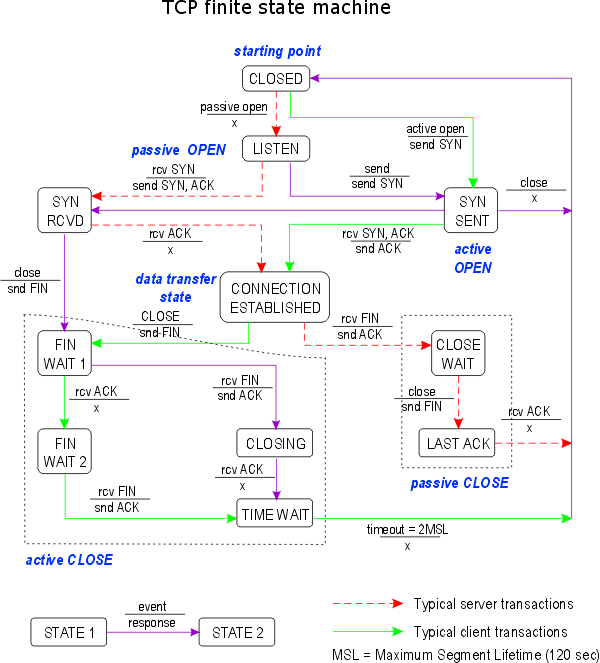 TCP finite state machine
starting point
CLOSED
passive open
x
active open
send SYN
passive OPEN
LISTEN
rcv SYN
send SYN, ACK
send
send SYN
close
x
SYN
RCVD
SYN
SENT
rcv ACK
x
rcv SYN, ACK
snd ACK
active
OPEN
close
snd FIN
data transfer
state
CONNECTION
ESTABLISHED
CLOSE
snd FIN
rcv FIN
snd ACK
FIN
WAIT 1
CLOSE
WAIT
rcv ACK
x
rcv FIN
snd ACK
close
snd FIN
rcv ACK
x
FIN
WAIT 2
CLOSING
LAST ACK
rcv ACK
x
passive CLOSE
rcv FIN
snd ACK
TIME WAIT
timeout = 2MSL
x
active CLOSE
event
response
STATE 1
STATE 2
Typical server transactions
Typical client transactions
MSL = Maximum Segment Lifetime (120 sec)